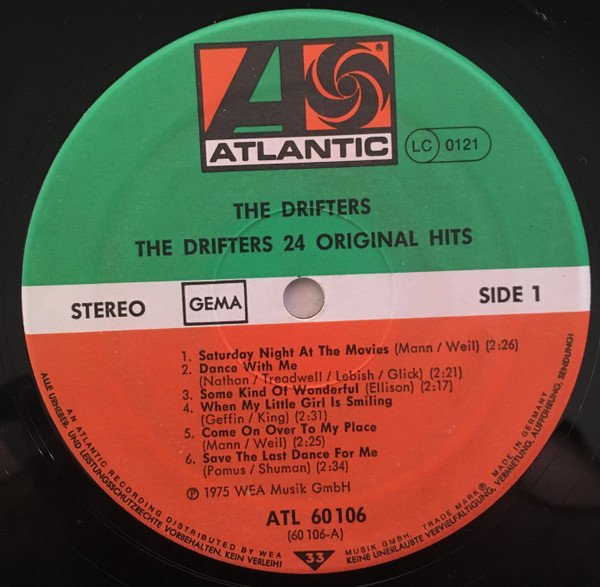 ATLANTIC
®
LC 0121
THE DRIFTERS
THE DRIFTERS 24 ORIGINAL HITS
STEREO
GEMA
SIDE 1
1. Saturday Night At The Movies (Mann / Weil) (2:26)
2. Dance With Me
(Nathan / Treadwell / Lebish / Glick) (2:21)
3. Some Kind Of Wonderful (Ellison) (2:17)
4. When My Little Girl Is Smiling
(Geffin / King) (2:31)
5. Come On Over To My Place
(Mann / Weil) (2:25)
6. Save The Last Dance For Me
(Pomus / Shuman) (2:34)
℗ 1975 WEA Musik GmbH
ATL 60 106
(60 106-A)
33
AN ATLANTIC RECORDING DISTRIBUTED BY WEA MUSIK GMBH TRADE MARK® MADE IN GERMANY
ALLE URHEBER- UND LEISTUNGSSCHUTZRECHTE VORBEHALTEN. KEIN VERLEIH! KEINE UNERLAUBTE VERVIELFÄLTIGUNG, VERMIETUNG, AUFFÜHRUNG, SENDUNG!